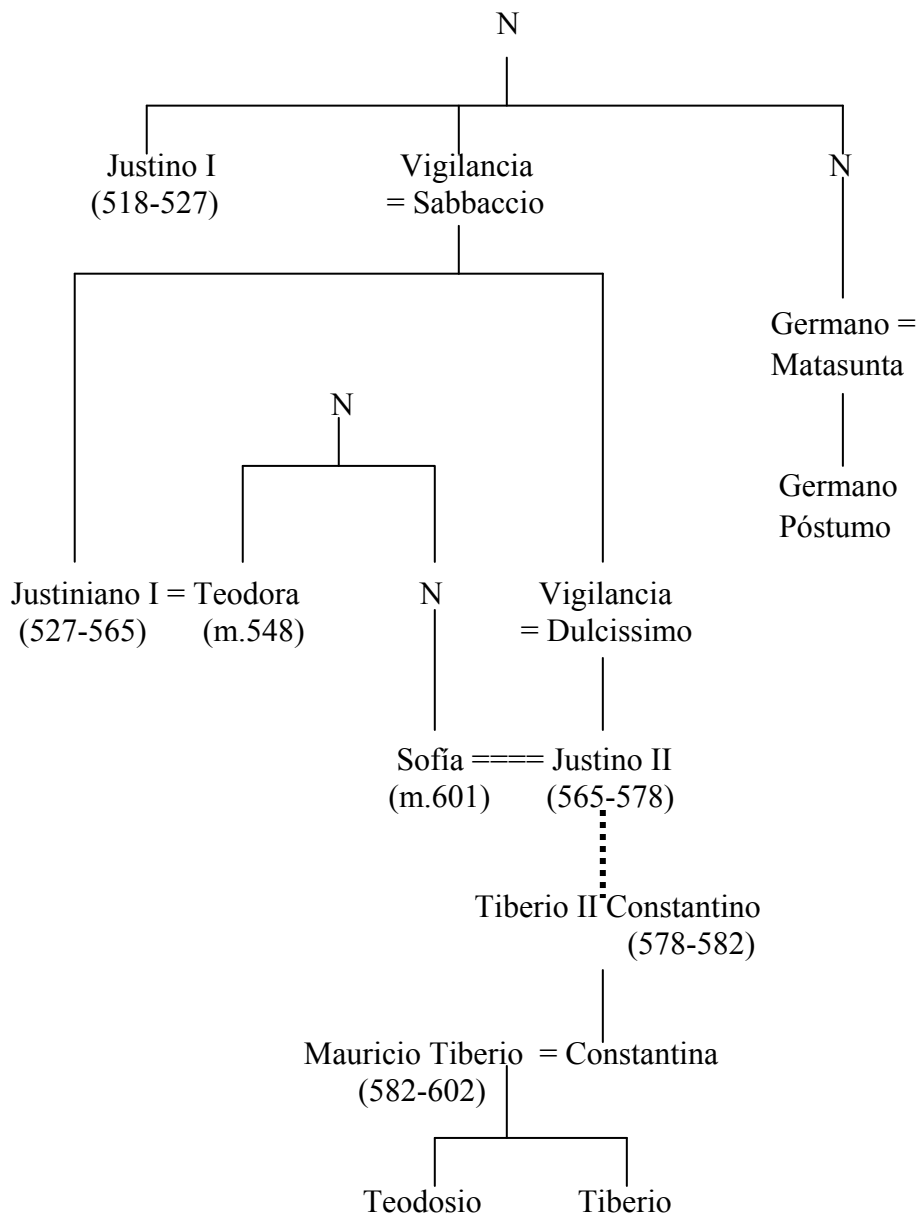 N
Justino I
(518-527)
Vigilancia
= Sabbaccio
N
Germano =
Matasunta
N
Germano
Póstumo
Justiniano I = Teodora
(527-565)
(m.548)
N
Vigilancia
= Dulcissimo
Sofía ==== Justino II
(m.601)
(565-578)
Tiberio II Constantino
(578-582)
Mauricio Tiberio = Constantina
(582-602)
Teodosio
Tiberio